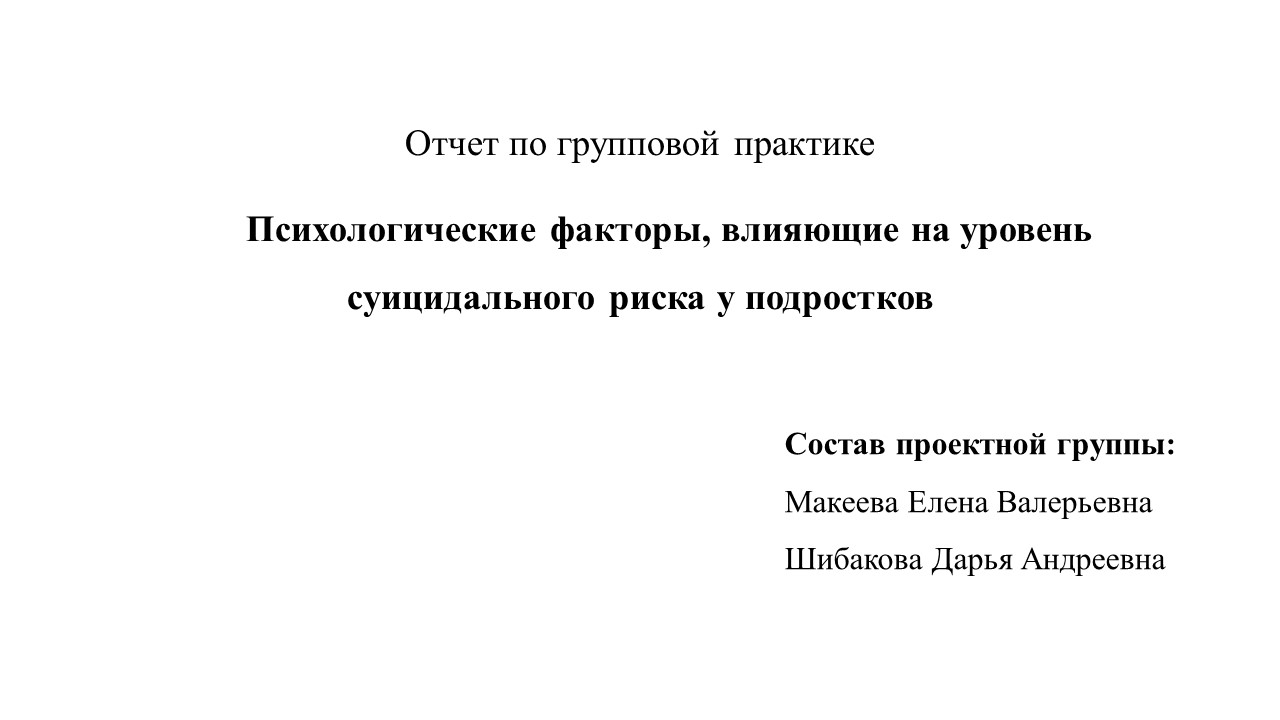 Отчет по групповой практике
Психологические факторы, влияющие на уровень
суицидального риска у подростков
Состав проектной группы:
Макеева Елена Валерьевна
Шибакова Дарья Андреевна